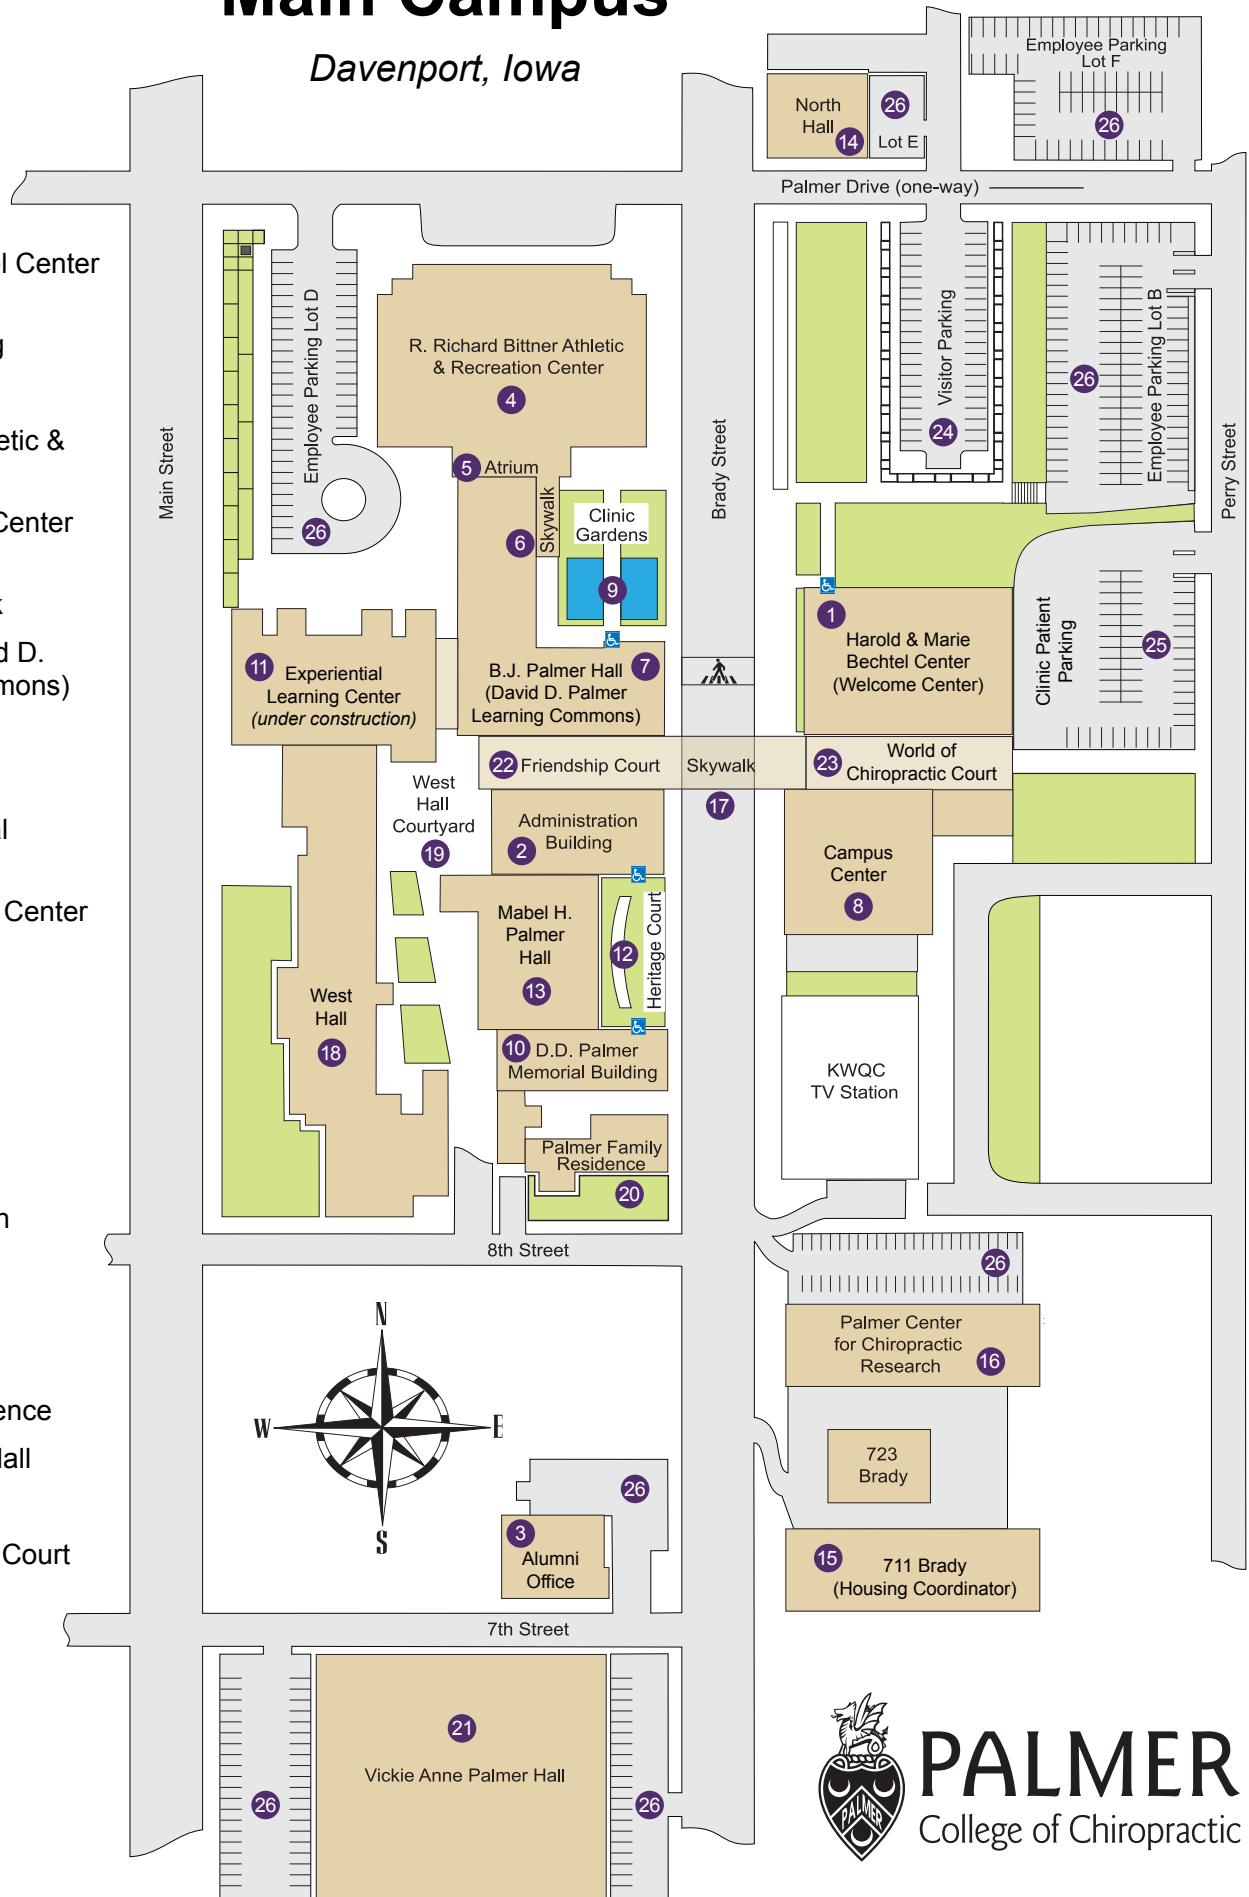 Main Campus
Davenport, Iowa
Center
etic &
Center
d D.
mons)
Center
ence
Hall
Court
Employee Parking
Lot F
26
North
Hall
14
26
Lot E
Palmer Drive (one-way)
Main Street
Employee Parking Lot D
26
R. Richard Bittner Athletic
& Recreation Center
4
5 Atrium
6
Skywalk
Clinic
Gardens
9
Brady Street
Visitor Parking
24
Employee Parking Lot B
26
Perry Street
1
Harold & Marie
Bechtel Center
(Welcome Center)
Clinic Patient
Parking
25
11 Experiential
Learning Center
(under construction)
B.J. Palmer Hall 7
(David D. Palmer
Learning Commons)
22 Friendship Court
Skywalk
17
23 World of
Chiropractic Court
West
Hall
Courtyard
19
Administration
Building
2
Campus
Center
8
Mabel H.
Palmer
Hall
13
12
Heritage Court
West
Hall
18
10 D.D. Palmer
Memorial Building
KWQC
TV Station
Palmer Family
Residence
20
8th Street
26
N
W E
S
Palmer Center
for Chiropractic
Research 16
723
Brady
26
3
Alumni
Office
15 711 Brady
(Housing Coordinator)
7th Street
21
Vickie Anne Palmer Hall
26
26
PALMER
PALMER
College of Chiropractic